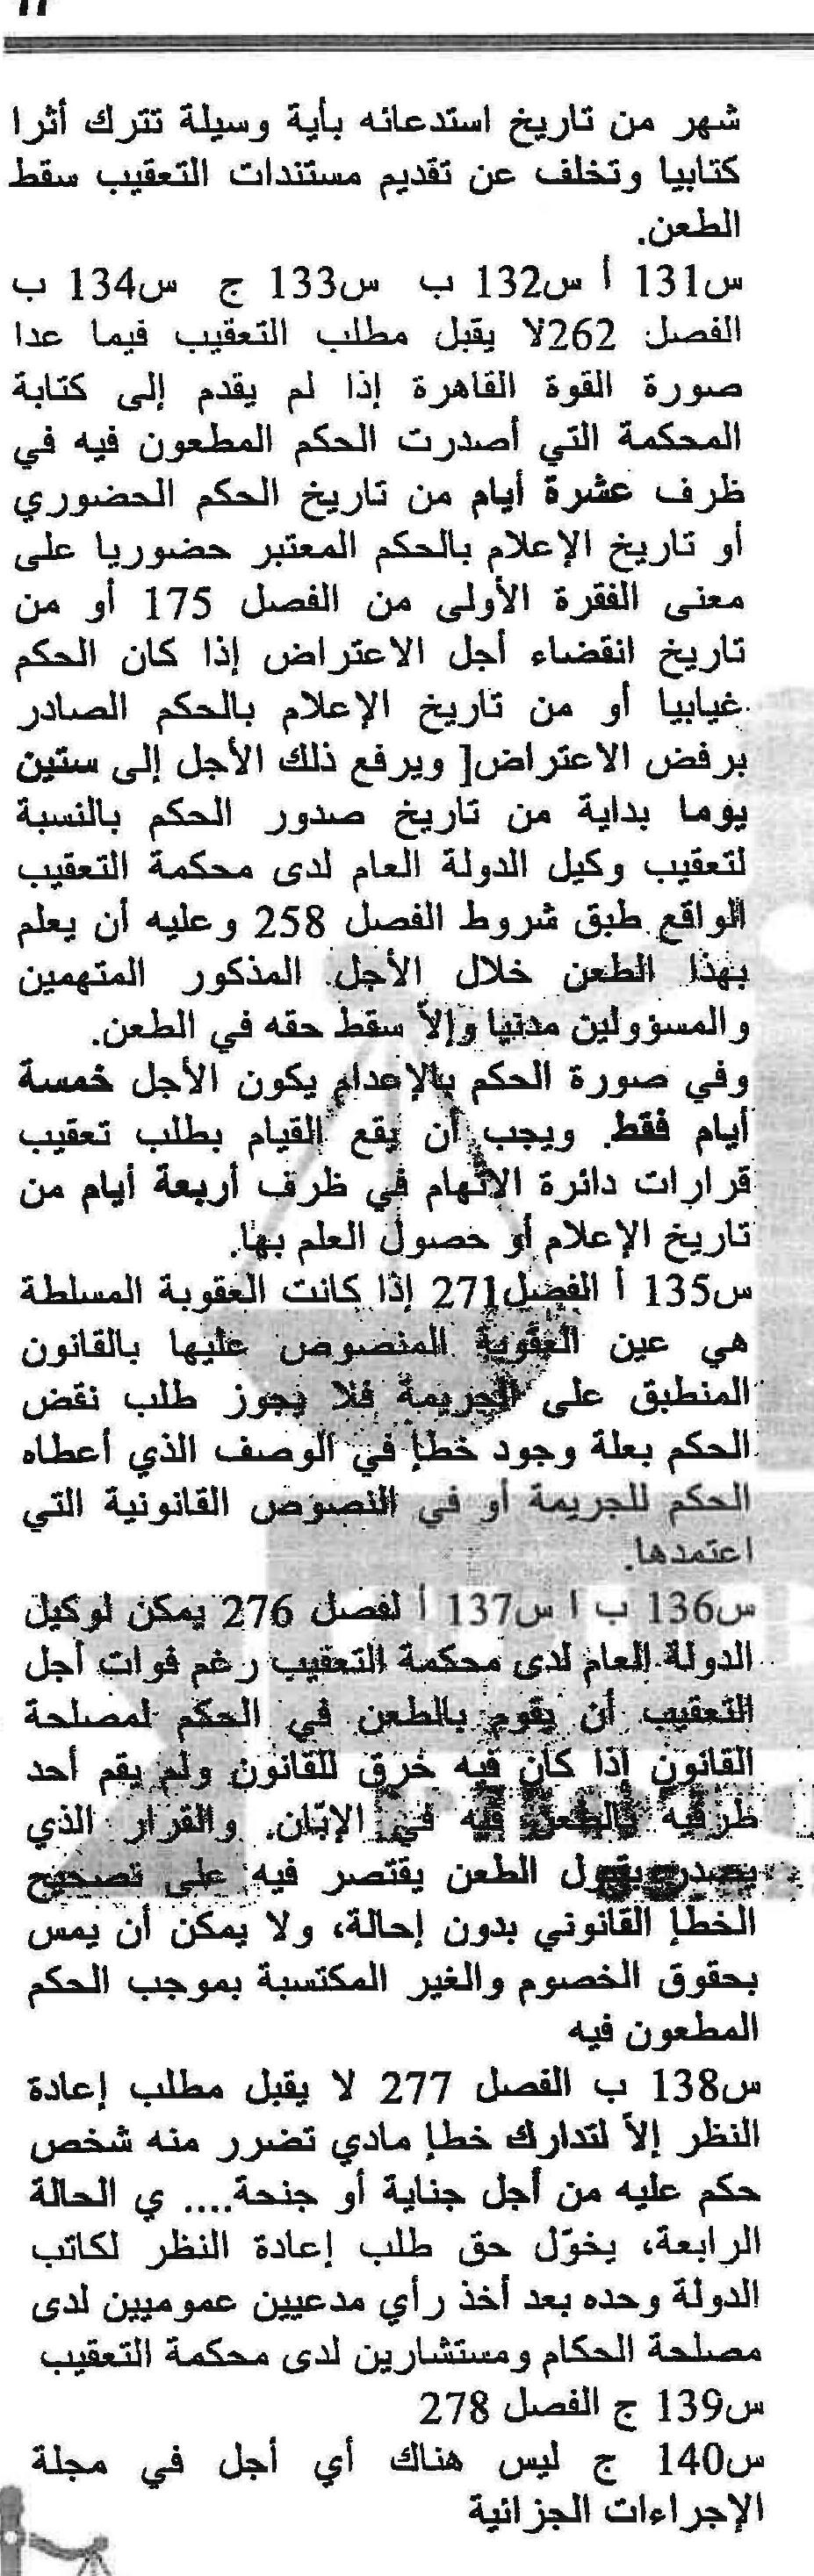 شهر من تاريخ استدعائه بأية وسيلة تترك أثرا
كتابيا وتخلف عن تقديم مستندات التعقيب سقط
الطعن.
س131 أ س132 ب س133 ج س134 ب
الفصل 262لا يقبل مطلب التعقيب فيما عدا
صورة القوة القاهرة إذا لم يقدم إلى كتابة
المحكمة التي أصدرت الحكم المطعون فيه في
ظرف عشرة أيام من تاريخ الحكم الحضوري
أو تاريخ الإعلام بالحكم المعتبر حضوريا على
معنى الفقرة الأولى من الفصل 175 أو من
تاريخ انقضاء أجل الاعتراض إذا كان الحكم
غيابيا أو من تاريخ الإعلام بالحكم الصادر
برفض الاعتراض[ ويرفع ذلك الأجل إلى ستين
يوما بداية من تاريخ صدور الحكم بالنسبة
لتعقيب وكيل الدولة العام لدى محكمة التعقيب
الواقع طبق شروط الفصل 258 وعليه أن يعلم
بهذا الطعن خلال الأجل المذكور المتهمين
والمسؤولين مدنيا وإلاّ سقط حقه في الطعن.
وفي صورة الحكم بالإعدام يكون الأجل خمسة
أيام فقط. ويجب أن يقع القيام بطلب تعقيب
قرارات دائرة الإتهام في ظرف أربعة أيام من
تاريخ الإعلام أو حصول العلم بها.
س135 أ الفصل271 إذا كانت العقوبة المسلطة
هي عين العقوبة المنصوص عليها بالقانون
المنطبق على الجريمة فلا يجوز طلب نقض
الحكم بعلة وجود خطإ في الوصف الذي أعطاه
الحكم للجريمة أو في النصوص القانونية التي
اعتمدها.
س136 ب ا س137 أ لفصل 276 يمكن لوكيل
الدولة العام لدى محكمة التعقيب رغم فوات أجل
التعقيب أن يقوم بالطعن في الحكم لمصلحة
القانون إذا كان فيه خرق للقانون ولم يقم أحد
طرفيه بالطعن فيه في الإبّان. والقرار الذي
يصدر بقبول الطعن يقتصر فيه على تصحيح
الخطإ القانوني بدون إحالة، ولا يمكن أن يمس
بحقوق الخصوم والغير المكتسبة بموجب الحكم
المطعون فيه
س138 ب الفصل 277 لا يقبل مطلب إعادة
النظر إلاّ لتدارك خطإ مادي تضرر منه شخص
حكم عليه من أجل جناية أو جنحة.... ي الحالة
الرابعة، يخوّل حق طلب إعادة النظر لكاتب
الدولة وحده بعد أخذ رأي مدعيين عموميين لدى
مصلحة الحكام ومستشارين لدى محكمة التعقيب
س139 ج الفصل 278
س140 ج ليس هناك أي أجل في مجلة
الإجراءات الجزائية